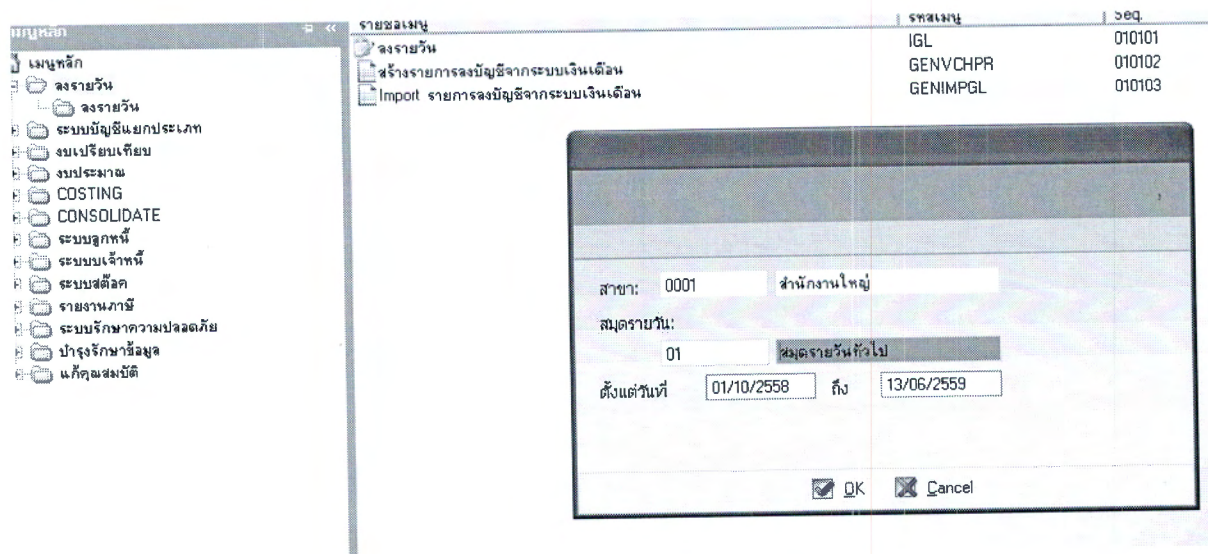 เมนูหลัก
«
รายชื่อเมนู
รหัสเมนู
Seq.
เมนูหลัก
ลงรายวัน
ลงรายวัน
ระบบบัญชีแยกประเภท
งบเปรียบเทียบ
งบประมาณ
COSTING
CONSOLIDATE
ระบบลูกหนี้
ระบบเจ้าหนี้
ระบบสต๊อค
รายงานภาษี
ระบบรักษาความปลอดภัย
บำรุงรักษาข้อมูล
แก้คุณสมบัติ
ลงรายวัน IGL 010101
สร้างรายการลงบัญชีจากระบบเงินเดือน GENVCHPR 010102
Import รายการลงบัญชีจากระบบเงินเดือน GENIMPGL 010103
สาขา: 0001 สำนักงานใหญ่
สมุดรายวัน:
01 สมุดรายวันทั่วไป
ตั้งแต่วันที่ 01/10/2558 ถึง 13/06/2559
OK Cancel